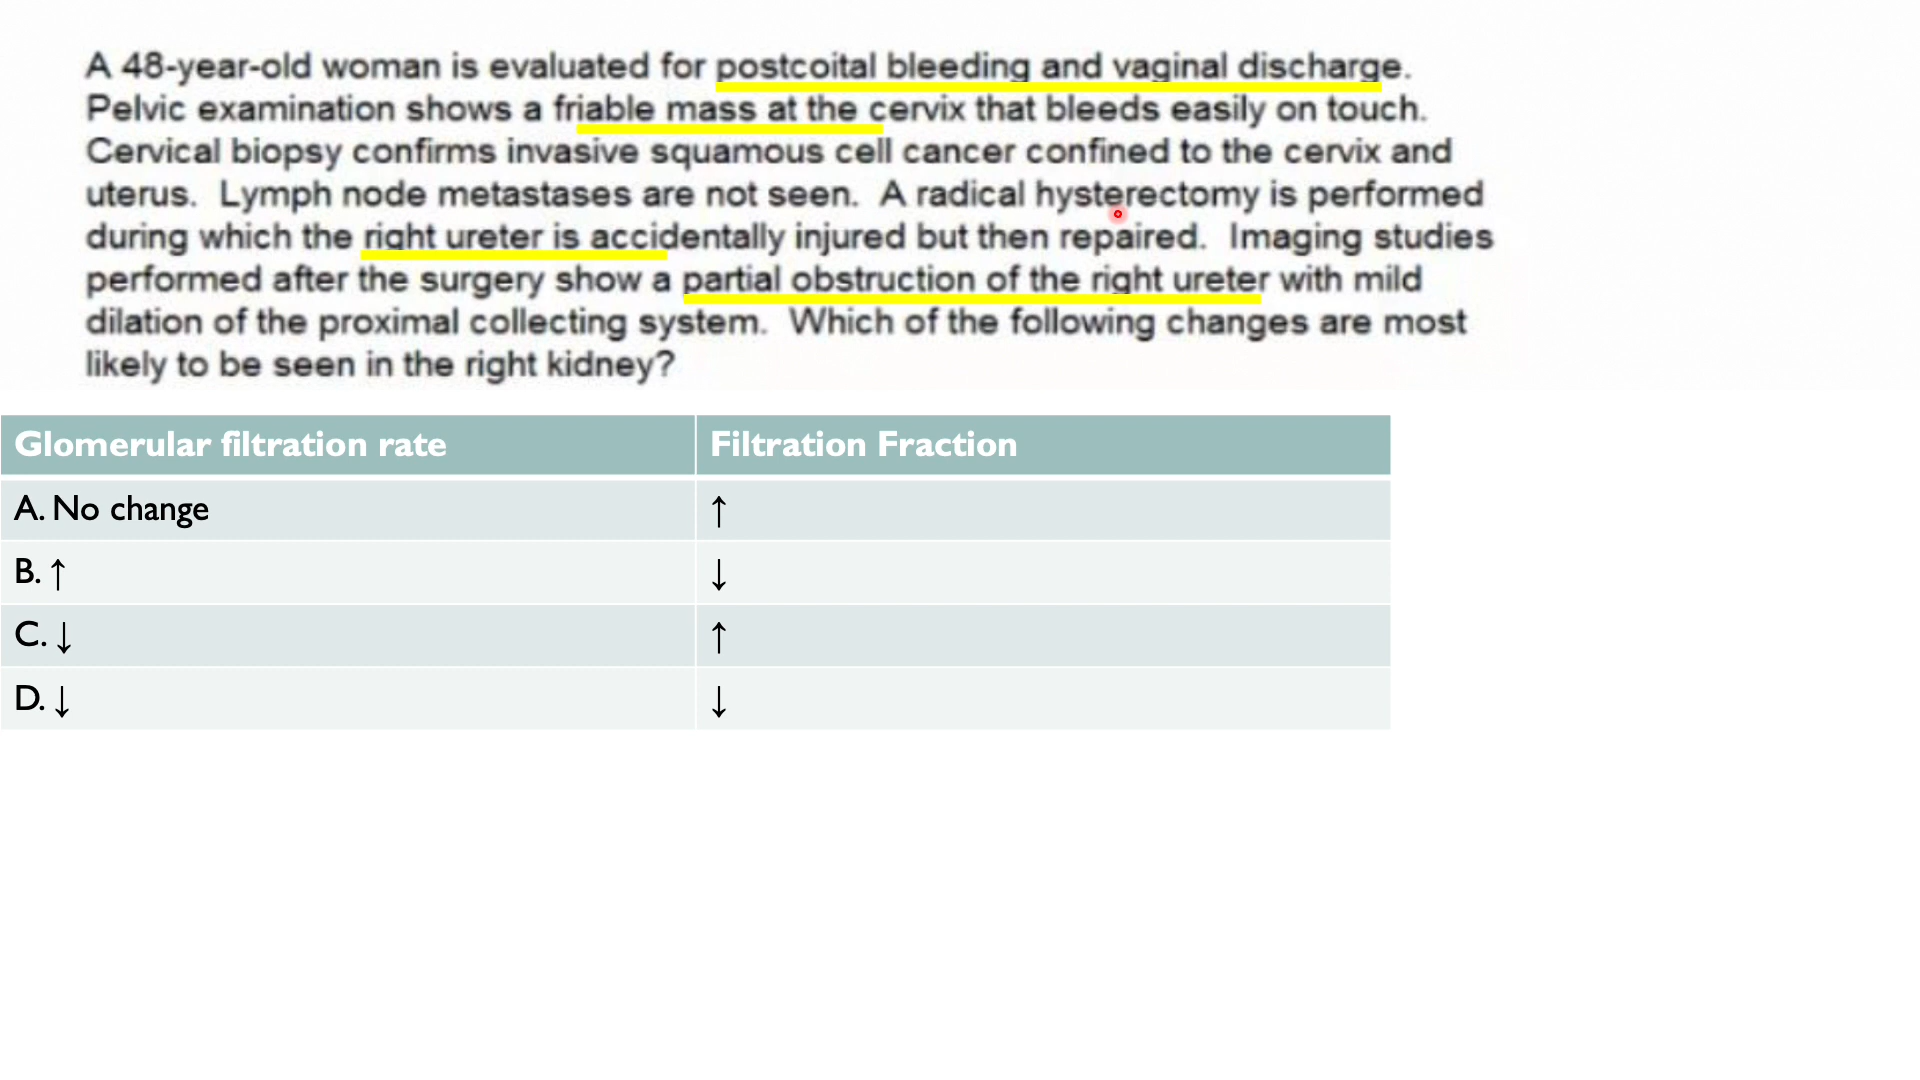 A 48-year-old woman is evaluated for postcoital bleeding and vaginal discharge.
Pelvic examination shows a friable mass at the cervix that bleeds easily on touch.
Cervical biopsy confirms invasive squamous cell cancer confined to the cervix and
uterus. Lymph node metastases are not seen. A radical hysterectomy is performed
during which the right ureter is accidentally injured but then repaired. Imaging studies
performed after the surgery show a partial obstruction of the right ureter with mild
dilation of the proximal collecting system. Which of the following changes are most
likely to be seen in the right kidney?
Glomerular filtration rate Filtration Fraction
A. No change ↑
B. ↑ ↓
C. ↓ ↑
D. ↓ ↓